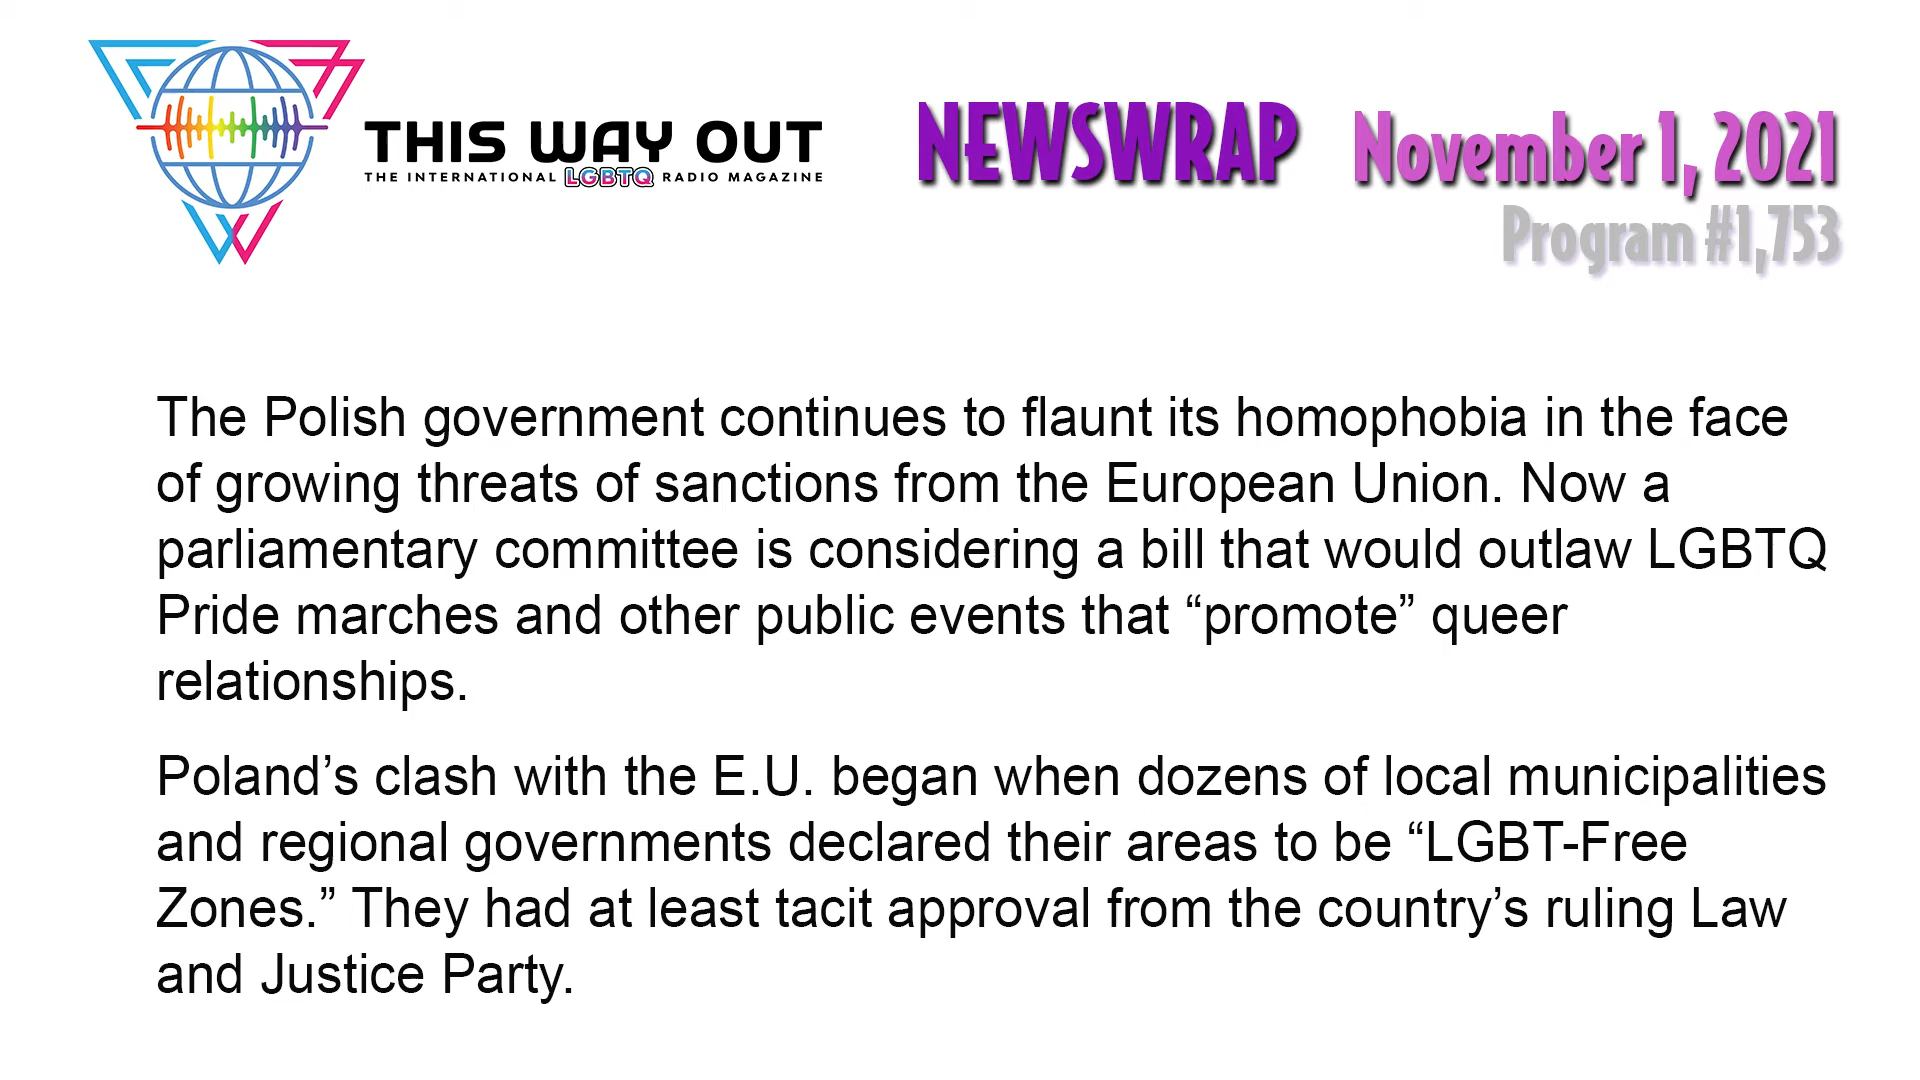 THIS WAY OUT
THE INTERNATIONAL LGBTQ RADIO MAGAZINE
NEWSWRAP
November 1, 2021
Program #1,753
The Polish government continues to flaunt its homophobia in the face
of growing threats of sanctions from the European Union. Now a
parliamentary committee is considering a bill that would outlaw LGBTQ
Pride marches and other public events that “promote” queer
relationships.
Poland’s clash with the E.U. began when dozens of local municipalities
and regional governments declared their areas to be “LGBT-Free
Zones.” They had at least tacit approval from the country’s ruling Law
and Justice Party.